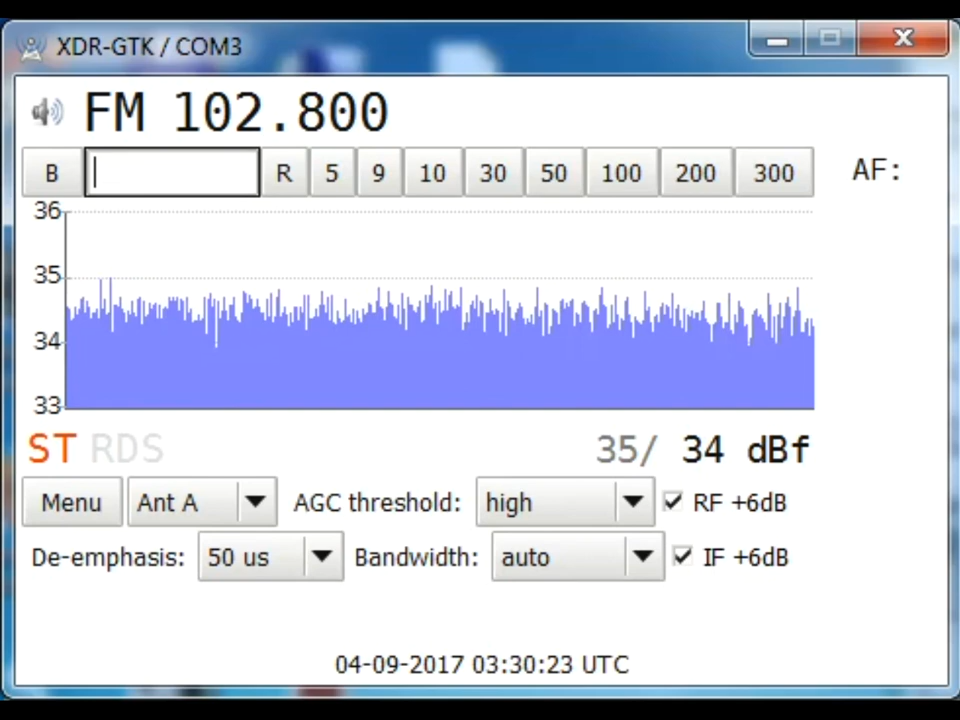 XDR-GTK / COM3
FM 102.800
B R 5 9 10 30 50 100 200 300 AF:
36
35
34
33
ST RDS 35/ 34 dBf
Menu Ant A AGC threshold: high RF +6dB
De-emphasis: 50 us Bandwidth: auto IF +6dB
04-09-2017 03:30:23 UTC